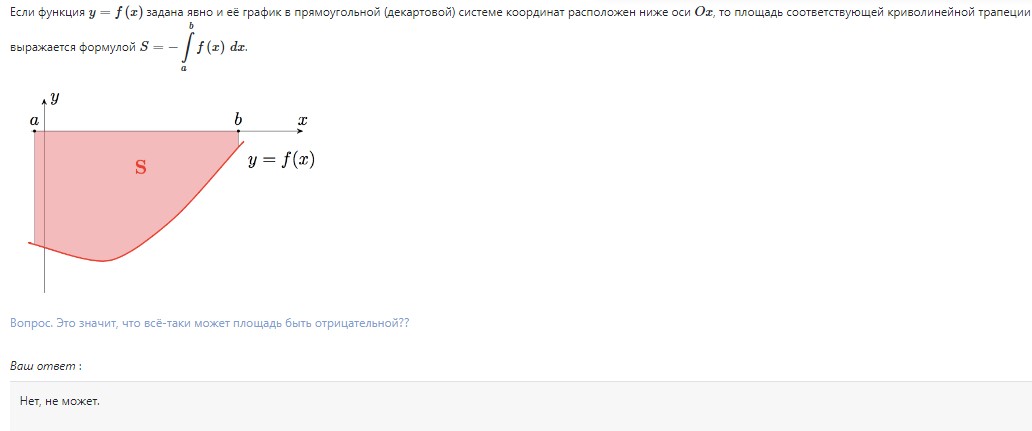 Если функция y = f (x) задана явно и её график в прямоугольной (декартовой) системе координат расположен ниже оси Ox, то площадь соответствующей криволинейной трапеции
выражается формулой S = − ∫ₐᵇ f (x) dx.
y
a b x
S y = f(x)
Вопрос. Это значит, что всё-таки может площадь быть отрицательной??
Ваш ответ :
Нет, не может.